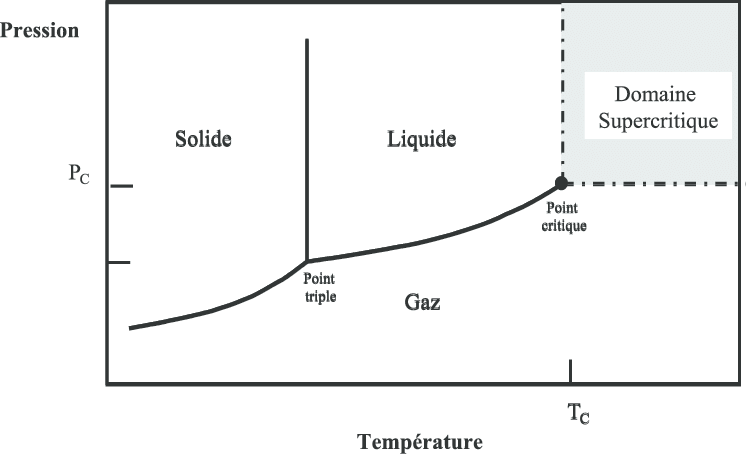 Pression
Domaine
Supercritique
Solide
Liquide
PC
Point
critique
Point
triple
Gaz
TC
Température